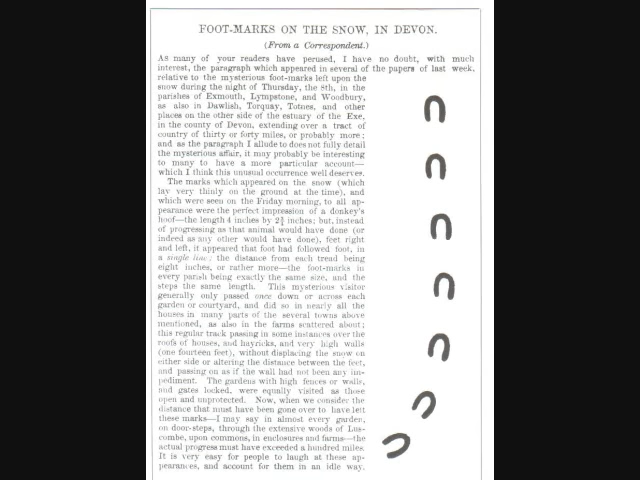 FOOT-MARKS ON THE SNOW, IN DEVON.
(From a Correspondent.)
As many of your readers have perused, I have no doubt, with much
interest, the paragraph which appeared in several of the papers of last week,
relative to the mysterious foot-marks left upon the
snow during the night of Thursday, the 8th, in the
parishes of Exmouth, Lympstone, and Woodbury,
as also in Dawlish, Torquay, Totnes, and other
places on the other side of the estuary of the Exe,
in the county of Devon, extending over a tract of
country of thirty or forty miles, or probably more;
and as the paragraph I allude to does not fully detail
the mysterious affair, it may probably be interesting
to many to have a more particular account—
which I think this unusual occurrence well deserves.
The marks which appeared on the snow (which
lay very thinly on the ground at the time), and
which were seen on the Friday morning, to all ap-
pearance were the perfect impression of a donkey's
hoof—the length 4 inches by 2¾ inches; but, instead
of progressing as that animal would have done (or
indeed as any other would have done), feet right
and left, it appeared that foot had followed foot, in
a single line; the distance from each tread being
eight inches, or rather more—the foot-marks in
every parish being exactly the same size, and the
steps the same length. This mysterious visitor
generally only passed once down or across each
garden or courtyard, and did so in nearly all the
houses in many parts of the several towns above
mentioned, as also in the farms scattered about;
this regular track passing in some instances over the
roofs of houses, and hayricks, and very high walls
(one fourteen feet), without displacing the snow on
either side or altering the distance between the feet,
and passing on as if the wall had not been any im-
pediment. The gardens with high fences or walls,
and gates locked, were equally visited as those
open and unprotected. Now, when we consider the
distance that must have been gone over to have left
these marks—I may say in almost every garden,
on door-steps, through the extensive woods of Lus-
combe, upon commons, in enclosures and farms—the
actual progress must have exceeded a hundred miles.
It is very easy for people to laugh at these ap-
pearances, and account for them in an idle way.